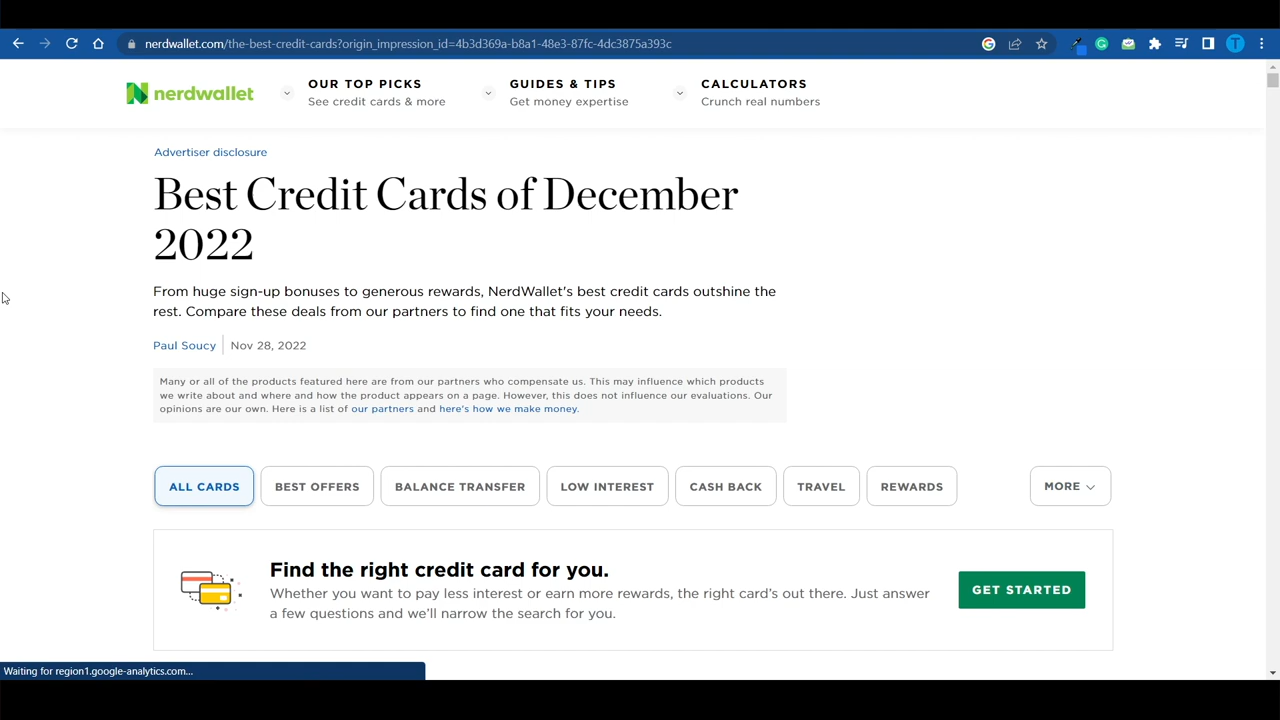 nerdwallet.com/the-best-credit-cards?origin_impression_id=4b3d369a-b8a1-48e3-87fc-4dc3875a393c
T
nerdwallet
OUR TOP PICKS
See credit cards & more
GUIDES & TIPS
Get money expertise
CALCULATORS
Crunch real numbers
Advertiser disclosure
Best Credit Cards of December
2022
From huge sign-up bonuses to generous rewards, NerdWallet's best credit cards outshine the
rest. Compare these deals from our partners to find one that fits your needs.
Paul Soucy
Nov 28, 2022
Many or all of the products featured here are from our partners who compensate us. This may influence which products
we write about and where and how the product appears on a page. However, this does not influence our evaluations. Our
opinions are our own. Here is a list of our partners and here's how we make money.
ALL CARDS
BEST OFFERS
BALANCE TRANSFER
LOW INTEREST
CASH BACK
TRAVEL
REWARDS
MORE
Find the right credit card for you.
Whether you want to pay less interest or earn more rewards, the right card's out there. Just answer
a few questions and we'll narrow the search for you.
GET STARTED
Waiting for region1.google-analytics.com...